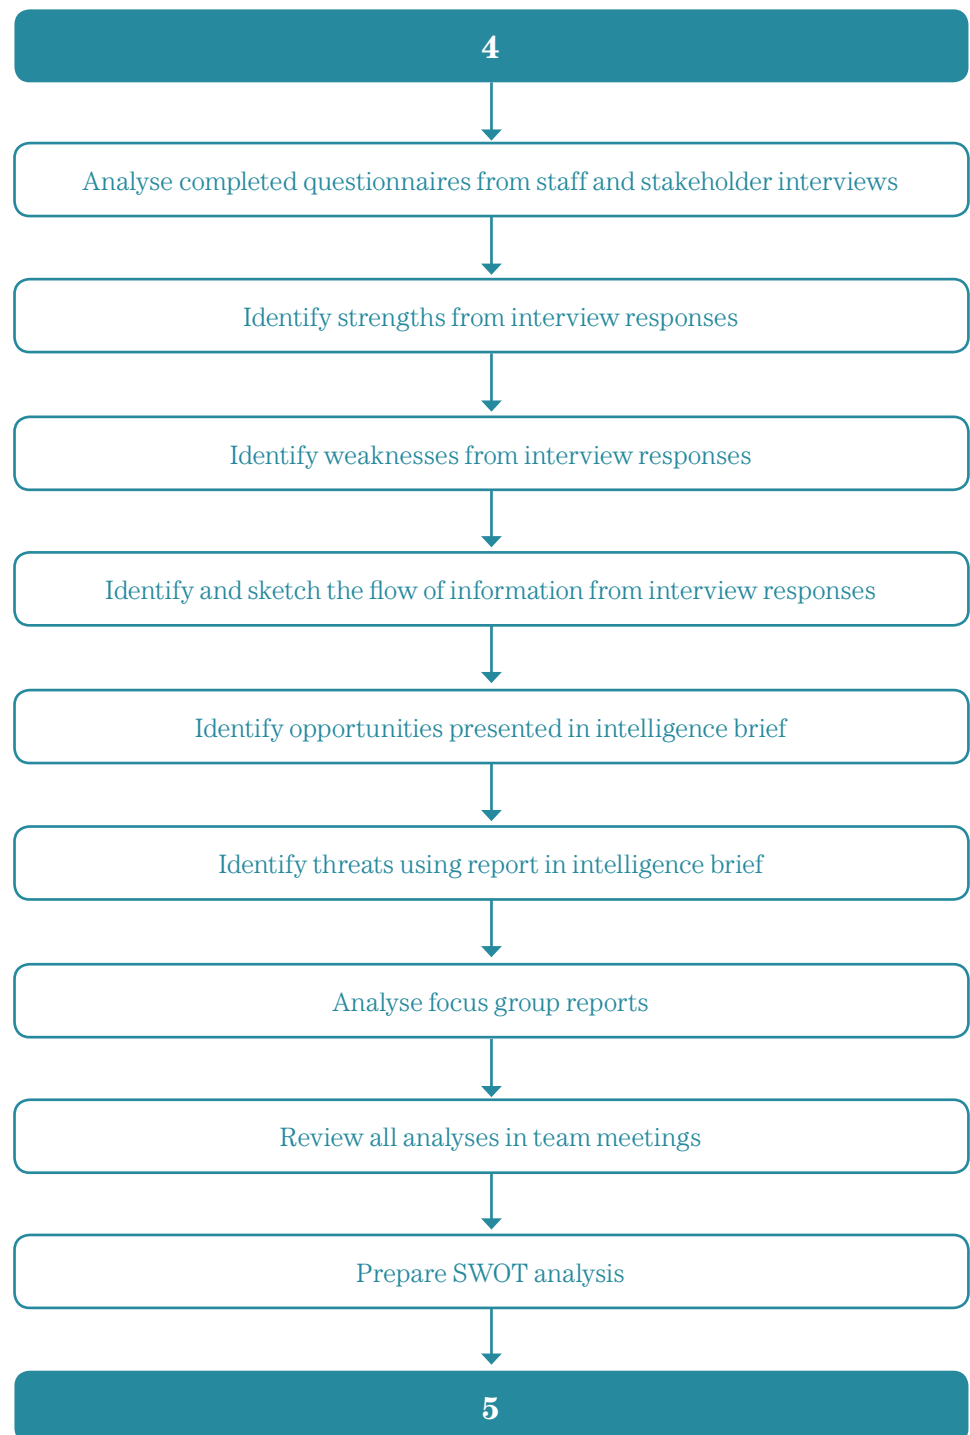 4
Analyse completed questionnaires from staff and stakeholder interviews
Identify strengths from interview responses
Identify weaknesses from interview responses
Identify and sketch the flow of information from interview responses
Identify opportunities presented in intelligence brief
Identify threats using report in intelligence brief
Analyse focus group reports
Review all analyses in team meetings
Prepare SWOT analysis
5